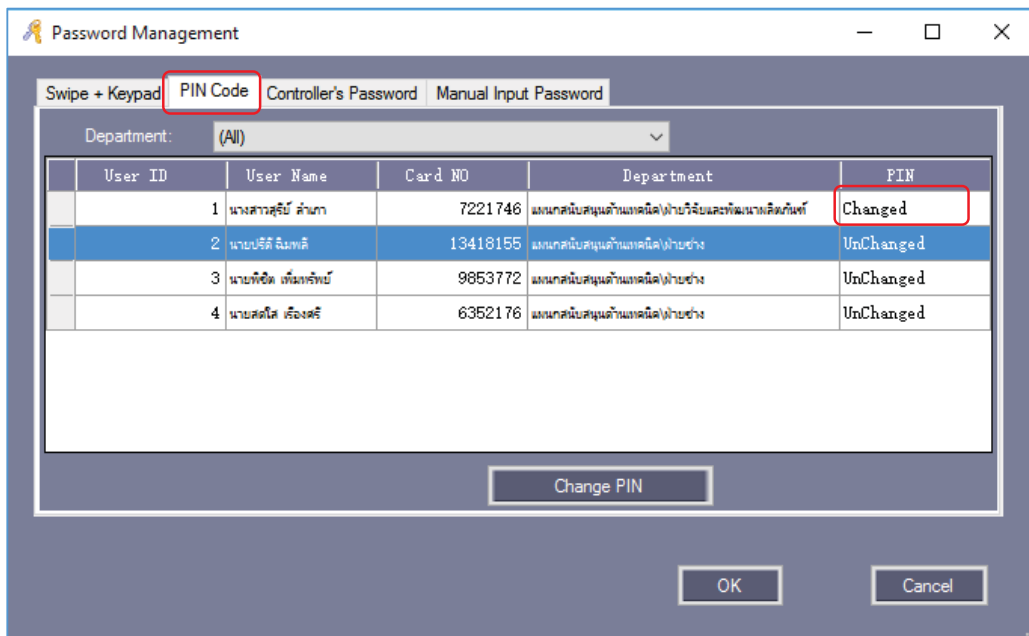 Password Management
Swipe + Keypad PIN Code Controller's Password Manual Input Password
Department: (All)
User ID User Name Card NO Department PIN
1 นางสาวสุรีย์ ลำเภา 7221746 แผนกสนับสนุนด้านเทคนิค\ฝ่ายวิจัยและพัฒนาผลิตภัณฑ์ Changed
2 นายปรีดี ฉิมพลี 13418155 แผนกสนับสนุนด้านเทคนิค\ฝ่ายช่าง UnChanged
3 นายพิชิต เพิ่มทรัพย์ 9853772 แผนกสนับสนุนด้านเทคนิค\ฝ่ายช่าง UnChanged
4 นายสดใส เรืองศรี 6352176 แผนกสนับสนุนด้านเทคนิค\ฝ่ายช่าง UnChanged
Change PIN
OK Cancel